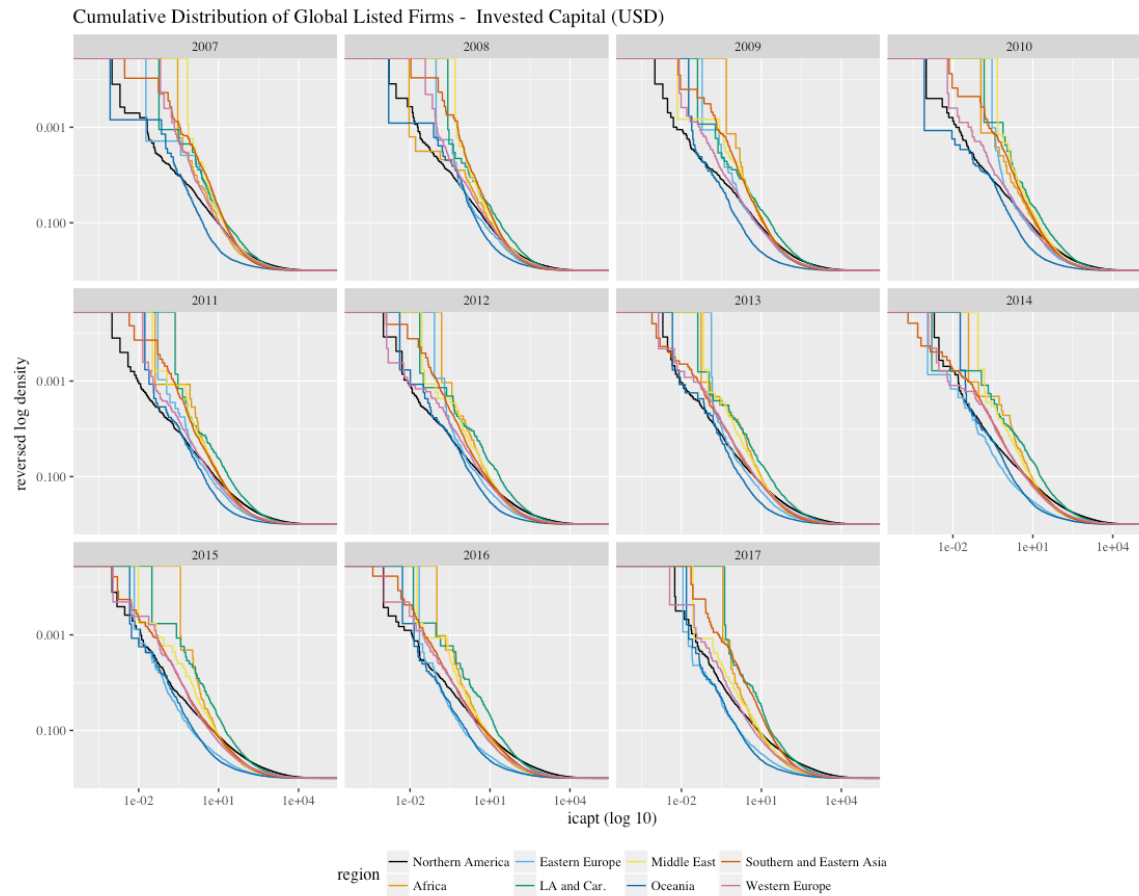 Cumulative Distribution of Global Listed Firms - Invested Capital (USD)
2007 2008 2009 2010
0.001
0.100
2011 2012 2013 2014
0.001
0.100
1e-02 1e+01 1e+04
2015 2016 2017
0.001
0.100
1e-02 1e+01 1e+04 1e-02 1e+01 1e+04 1e-02 1e+01 1e+04
reversed log density
icapt (log 10)
region
Northern America Eastern Europe Middle East Southern and Eastern Asia
Africa LA and Car. Oceania Western Europe